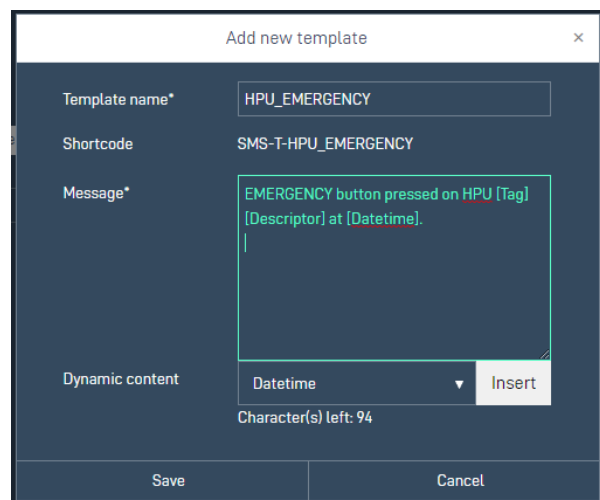 Add new template ×
Template name* HPU_EMERGENCY
Shortcode SMS-T-HPU_EMERGENCY
Message* EMERGENCY button pressed on HPU [Tag]
[Descriptor] at [Datetime].
Dynamic content Datetime ▼ Insert
Character(s) left: 94
Save Cancel